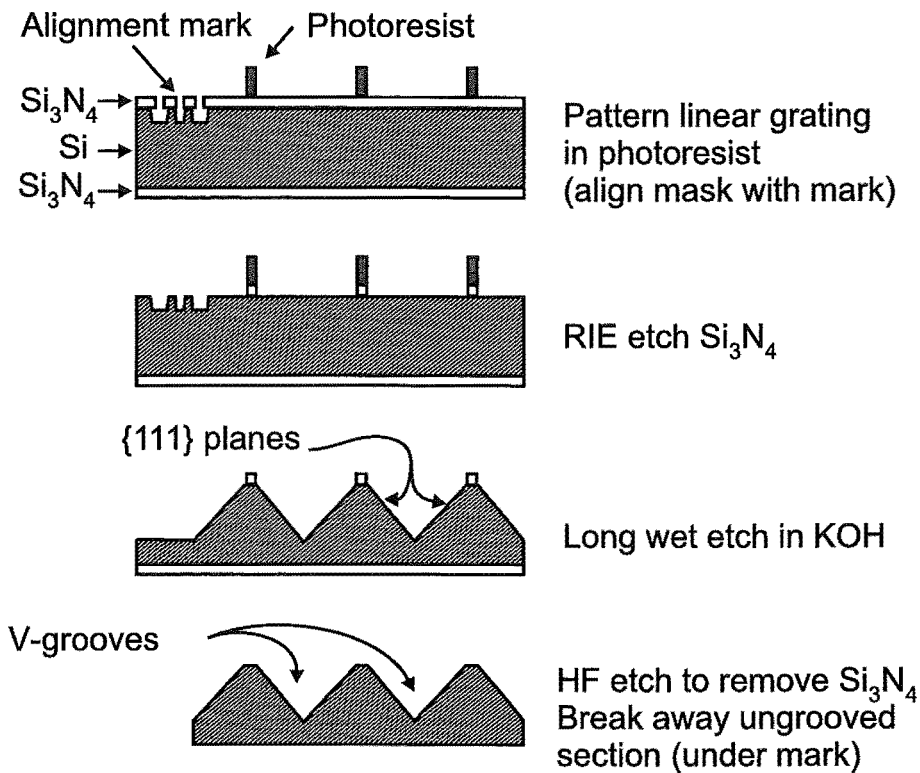 Alignment mark
Photoresist
Si₃N₄
Si
Si₃N₄
Pattern linear grating
in photoresist
(align mask with mark)
RIE etch Si₃N₄
{111} planes
Long wet etch in KOH
V-grooves
HF etch to remove Si₃N₄
Break away ungrooved
section (under mark)